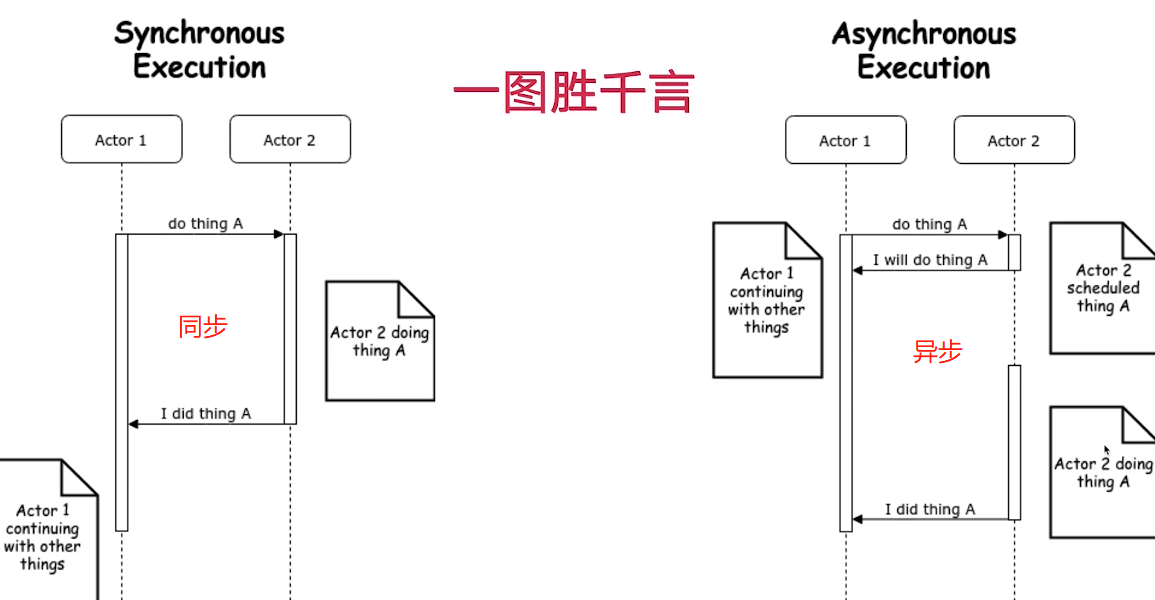 Synchronous
Execution
一图胜千言
Asynchronous
Execution
Actor 1
Actor 2
do thing A
同步
Actor 2 doing
thing A
I did thing A
Actor 1
continuing
with other
things
Actor 1
Actor 2
do thing A
I will do thing A
Actor 1
continuing
with other
things
Actor 2
scheduled
thing A
异步
Actor 2 doing
thing A
I did thing A